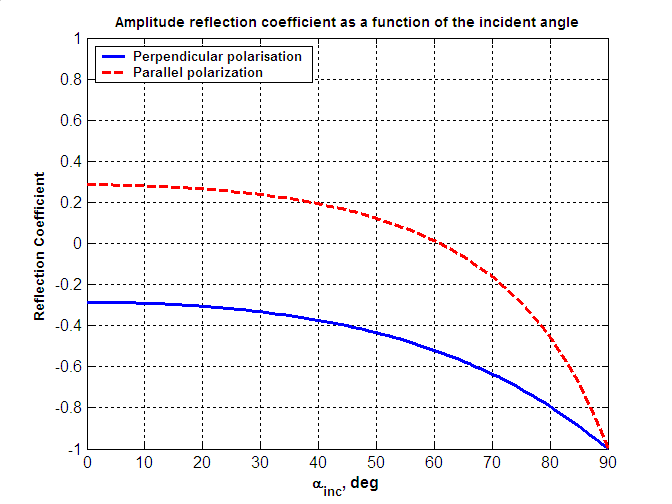 Amplitude reflection coefficient as a function of the incident angle
Perpendicular polarisation
Parallel polarization
1
0.8
0.6
0.4
0.2
0
-0.2
-0.4
-0.6
-0.8
-1
Reflection Coefficient
0 10 20 30 40 50 60 70 80 90
αinc, deg